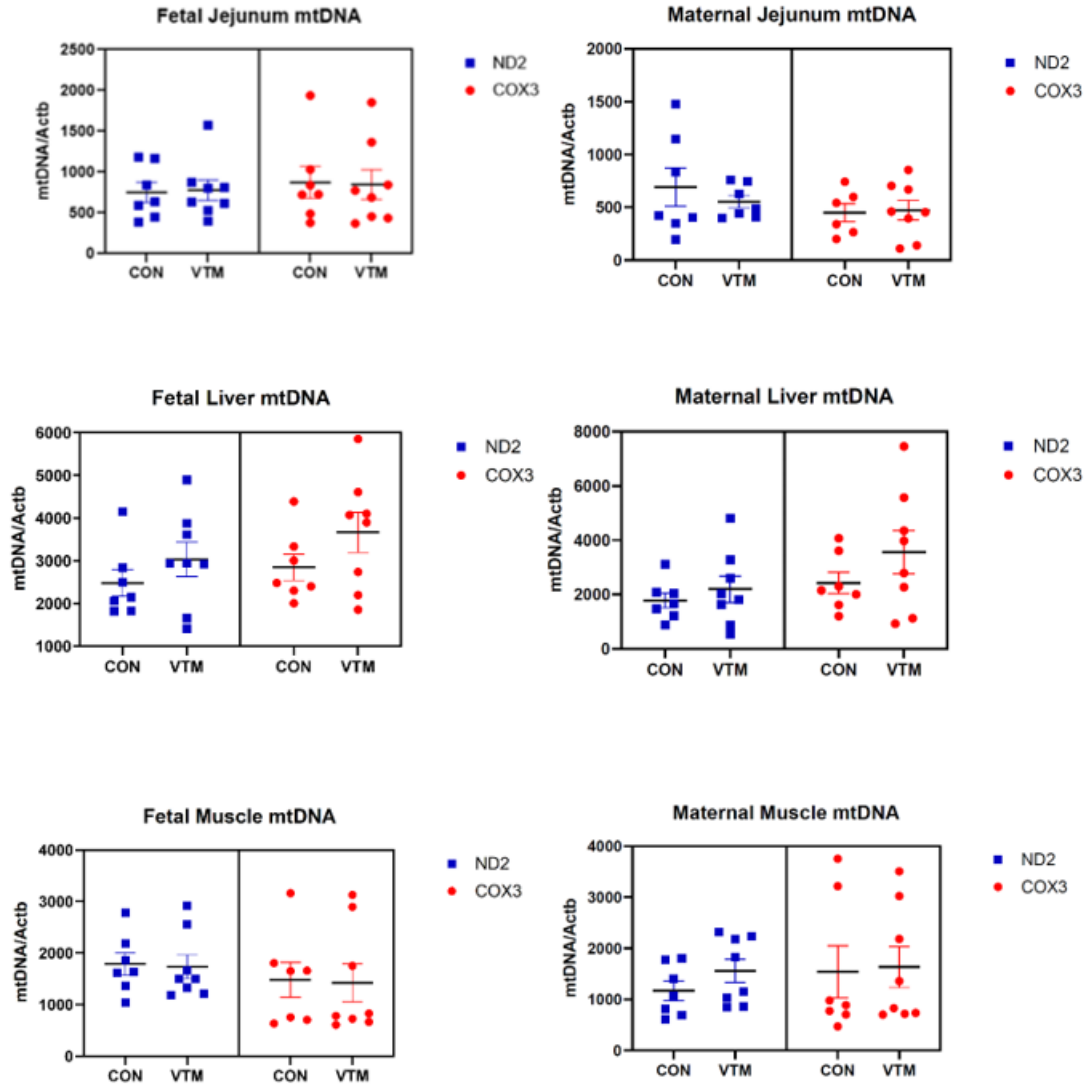 Fetal Jejunum mtDNA
mtDNA/Actb
2500
2000
1500
1000
500
0
CON
VTM
CON
VTM
ND2
COX3
Maternal Jejunum mtDNA
mtDNA/Actb
2000
1500
1000
500
0
CON
VTM
CON
VTM
ND2
COX3
Fetal Liver mtDNA
mtDNA/Actb
6000
5000
4000
3000
2000
1000
CON
VTM
CON
VTM
ND2
COX3
Maternal Liver mtDNA
mtDNA/Actb
8000
6000
4000
2000
0
CON
VTM
CON
VTM
ND2
COX3
Fetal Muscle mtDNA
mtDNA/Actb
4000
3000
2000
1000
0
CON
VTM
CON
VTM
ND2
COX3
Maternal Muscle mtDNA
mtDNA/Actb
4000
3000
2000
1000
0
CON
VTM
CON
VTM
ND2
COX3